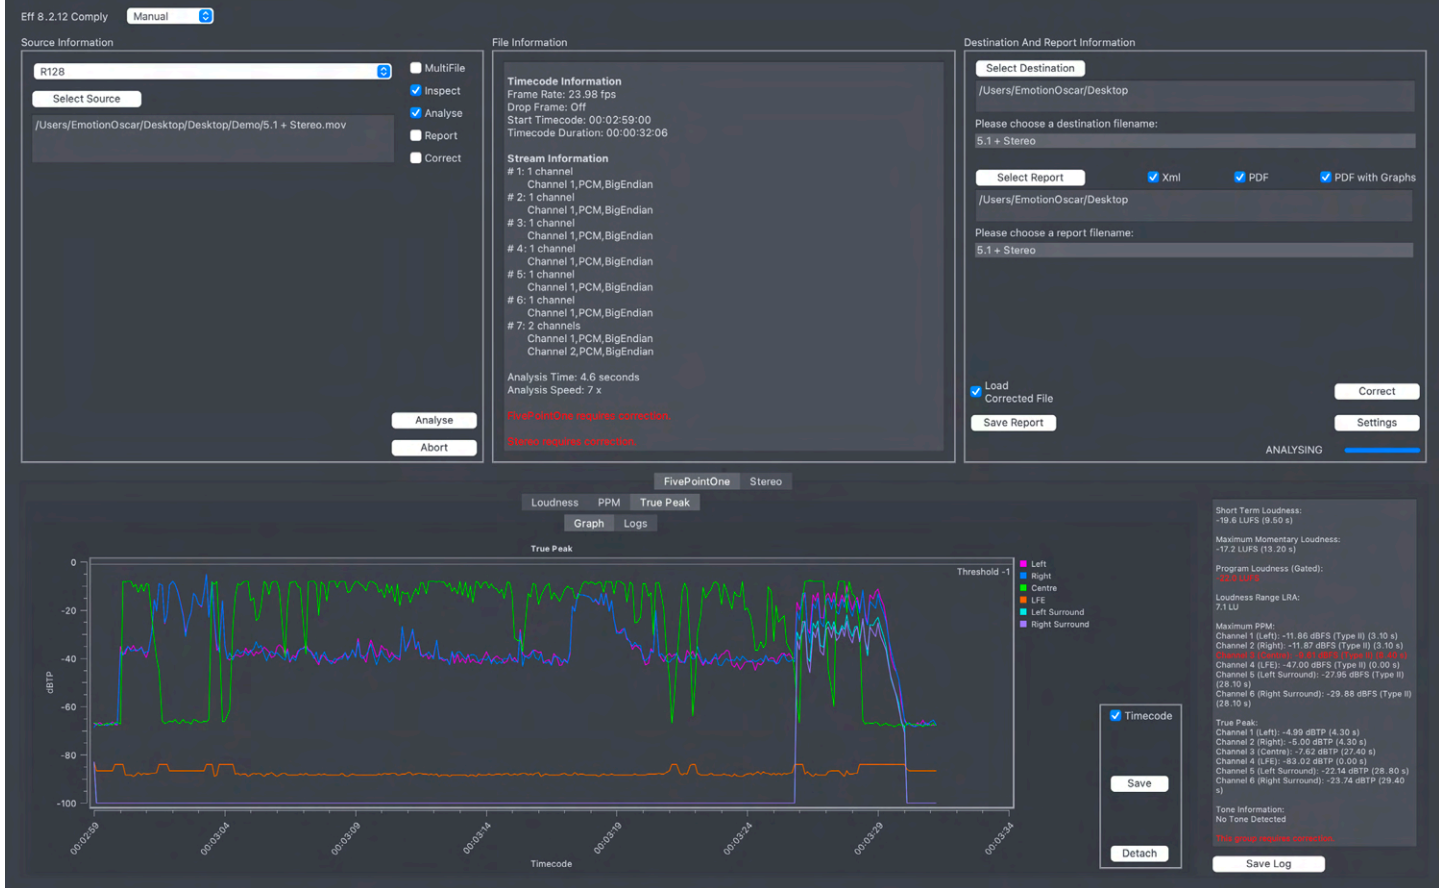 Eff 8.2.12 Comply
Manual
Source Information
R128
Select Source
/Users/EmotionOscar/Desktop/Desktop/Demo/5.1 + Stereo.mov
MultiFile
Inspect
Analyse
Report
Correct
Analyse
Abort
File Information
Timecode Information
Frame Rate: 23.98 fps
Drop Frame: Off
Start Timecode: 00:02:59:00
Timecode Duration: 00:00:32:06
Stream Information
# 1: 1 channel
Channel 1,PCM,BigEndian
# 2: 1 channel
Channel 1,PCM,BigEndian
# 3: 1 channel
Channel 1,PCM,BigEndian
# 4: 1 channel
Channel 1,PCM,BigEndian
# 5: 1 channel
Channel 1,PCM,BigEndian
# 6: 1 channel
Channel 1,PCM,BigEndian
# 7: 2 channels
Channel 1,PCM,BigEndian
Channel 2,PCM,BigEndian
Analysis Time: 4.6 seconds
Analysis Speed: 7 x
FivePointOne requires correction.
Stereo requires correction.
Destination And Report Information
Select Destination
/Users/EmotionOscar/Desktop
Please choose a destination filename:
5.1 + Stereo
Select Report
Xml
PDF
PDF with Graphs
/Users/EmotionOscar/Desktop
Please choose a report filename:
5.1 + Stereo
Load
Corrected File
Correct
Save Report
Settings
ANALYSING
FivePointOne
Stereo
Loudness
PPM
True Peak
Graph
Logs
True Peak
Threshold -1
0
-20
-40
-60
-80
-100
dBTP
00:02:59
00:03:04
00:03:09
00:03:14
00:03:19
00:03:24
00:03:29
00:03:34
Timecode
Left
Right
Centre
LFE
Left Surround
Right Surround
Timecode
Save
Detach
Short Term Loudness:
-19.6 LUFS (9.50 s)
Maximum Momentary Loudness:
-17.2 LUFS (13.20 s)
Program Loudness (Gated):
LUFS
Loudness Range LRA:
7.1 LU
Maximum PPM:
Channel 1 (Left): -11.86 dBFS (Type II) (3.10 s)
Channel 2 (Right): -11.87 dBFS (Type II) (3.10 s)
Channel 3 (Centre): dBFS (Type II)
Channel 4 (LFE): -47.00 dBFS (Type II) (0.00 s)
Channel 5 (Left Surround): -27.95 dBFS (Type II)
(28.10 s)
Channel 6 (Right Surround): -29.88 dBFS (Type II)
(28.10 s)
True Peak:
Channel 1 (Left): -4.99 dBTP (4.30 s)
Channel 2 (Right): -5.00 dBTP (4.30 s)
Channel 3 (Centre): -7.62 dBTP (27.40 s)
Channel 4 (LFE): -83.02 dBTP (0.00 s)
Channel 5 (Left Surround): -22.14 dBTP (28.80 s)
Channel 6 (Right Surround): -23.74 dBTP (29.40
s)
Tone Information:
No Tone Detected
This group requires correction.
Save Log